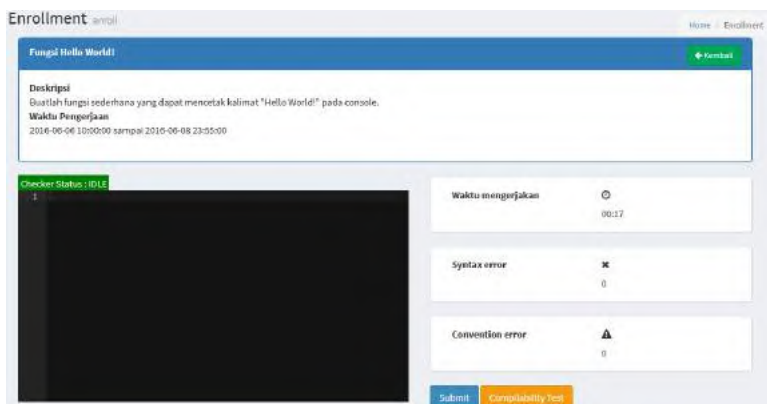 Enrollment enroll
Home / Enrollment
Fungsi Hello World!
Kembali
Deskripsi
Buatlah fungsi sederhana yang dapat mencetak kalimat "Hello World!" pada console.
Waktu Pengerjaan
2016-06-06 10:00:00 sampai 2016-06-08 23:55:00
Checker Status : IDLE
1
Waktu mengerjakan
00:17
Syntax error
0
Convention error
0
Submit
Compilability Test